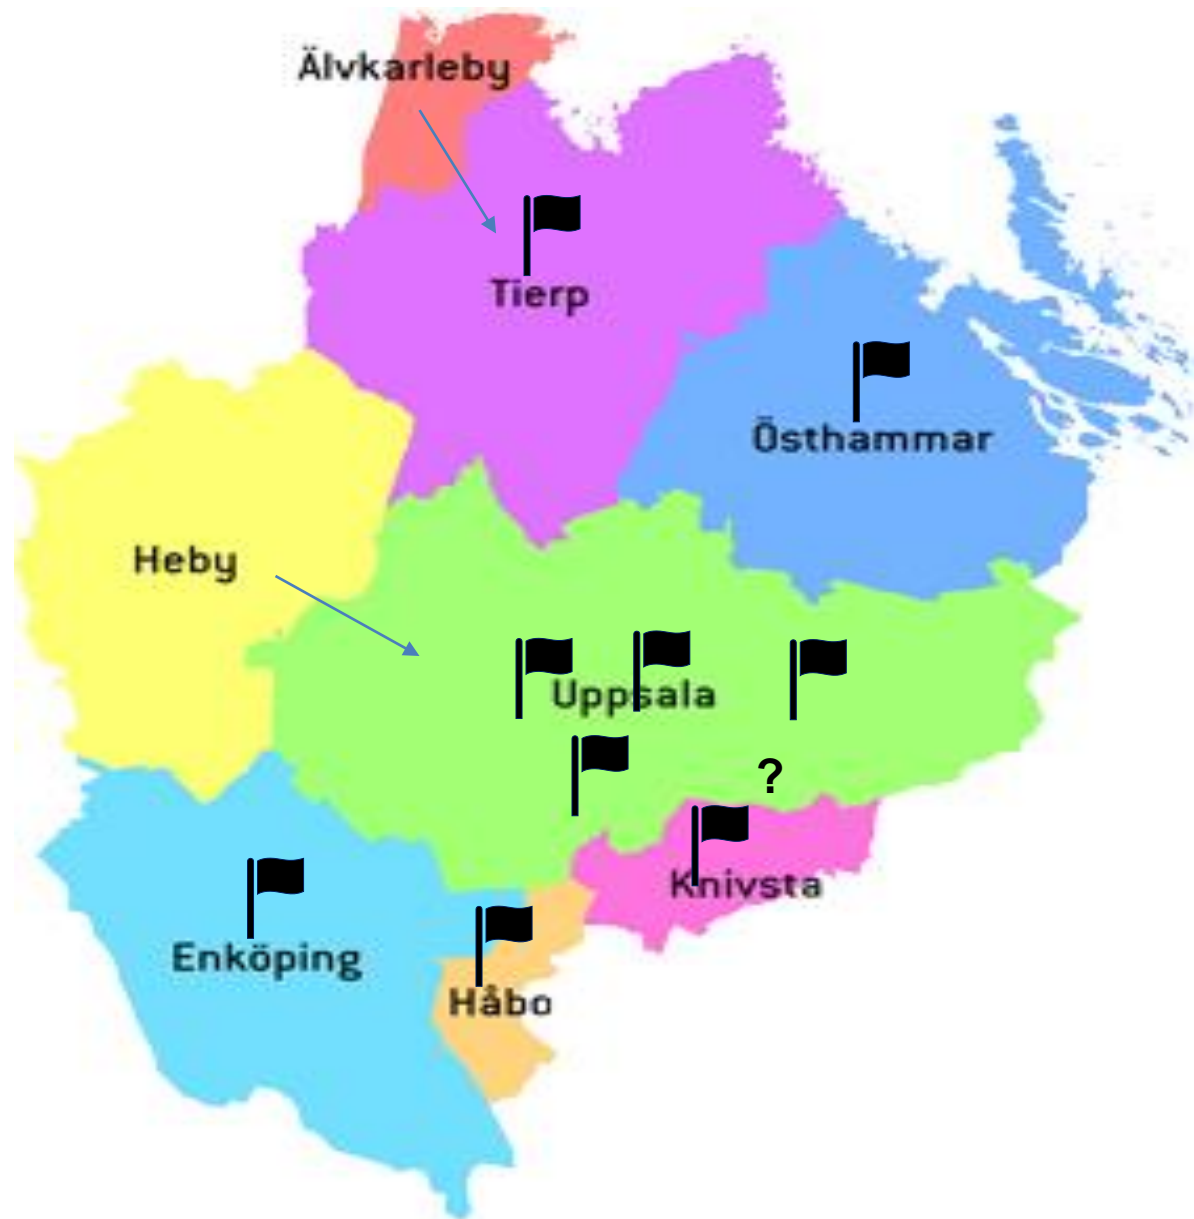 Älvkarleby
Tierp
Östhammar
Heby
Uppsala
?
Knivsta
Enköping
Håbo